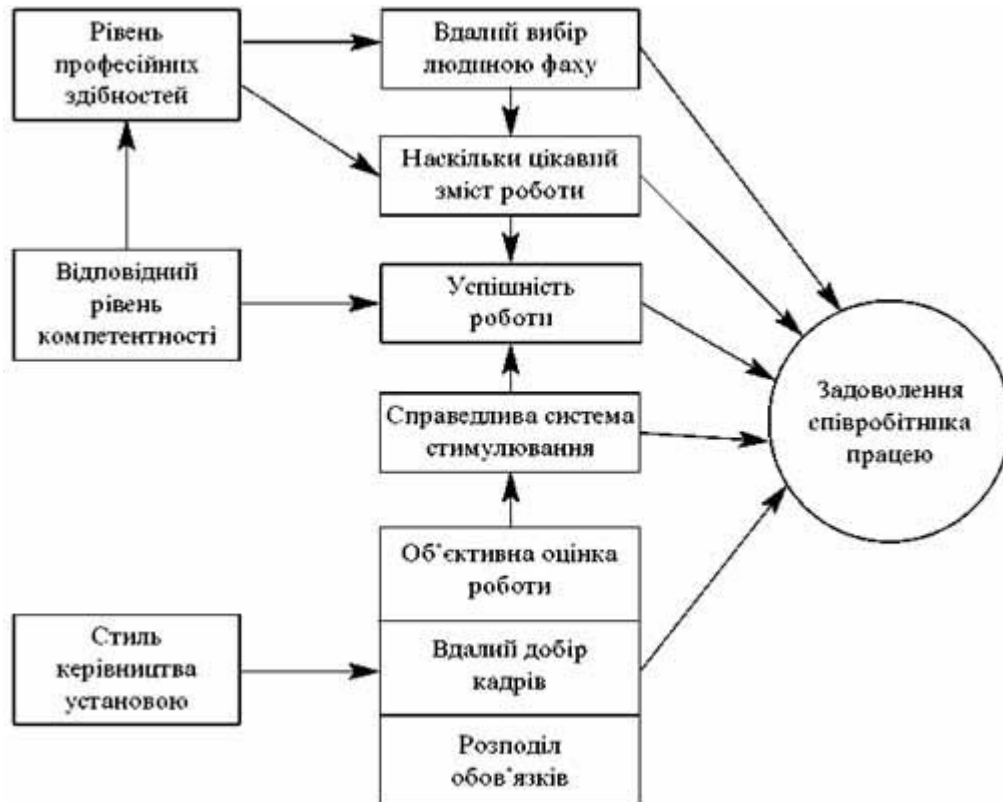 Рівень
професійних
здібностей
Вдалий вибір
людиною фаху
Наскільки цікавий
зміст роботи
Відповідний
рівень
компетентності
Успішність
роботи
Справедлива система
стимулювання
Задоволення
співробітника
працею
Об'єктивна оцінка
роботи
Стиль
керівництва
установою
Вдалий добір
кадрів
Розподіл
обов'язків